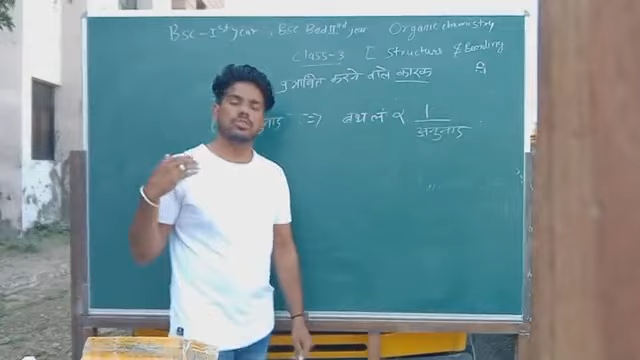 BSC-Ist year, BSC Bed IInd year Organic chemistry
Class-3 [ Structure & Bonding
प्रभावित करने वाले कारक
नाद => बंध लं ∝ 1/अनुनाद